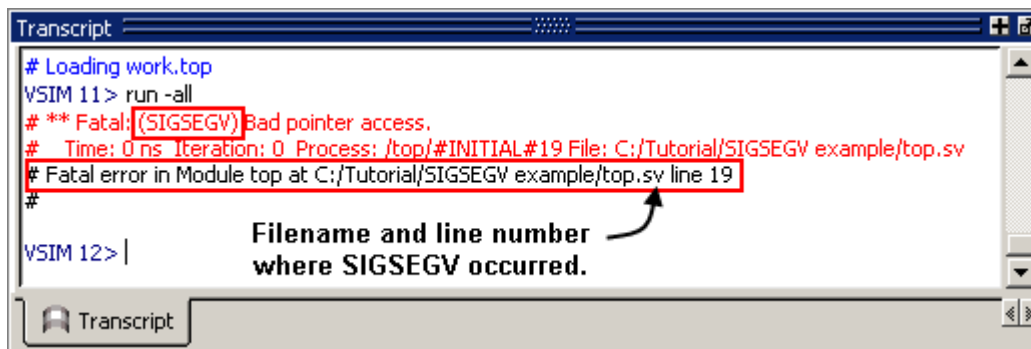 Transcript
# Loading work.top
VSIM 11> run -all
# ** Fatal: (SIGSEGV) Bad pointer access.
#    Time: 0 ns  Iteration: 0  Process: /top/#INITIAL#19 File: C:/Tutorial/SIGSEGV example/top.sv
# Fatal error in Module top at C:/Tutorial/SIGSEGV example/top.sv line 19
#
VSIM 12>
Filename and line number
where SIGSEGV occurred.
Transcript